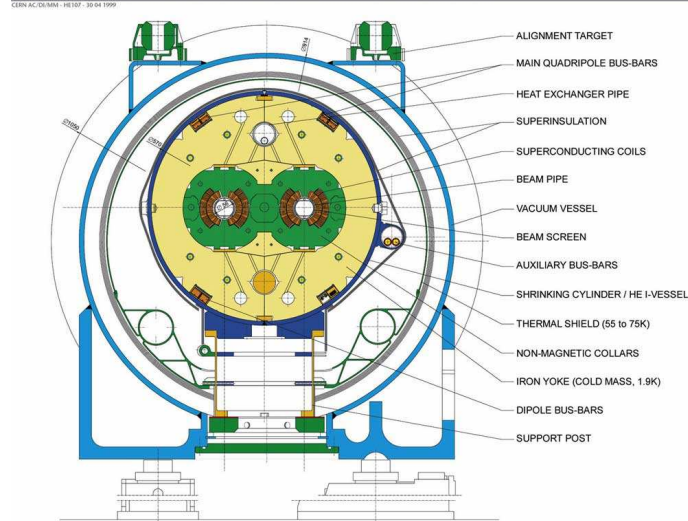 CERN AC/DI/MM - HE107 - 30 04 1999
ALIGNMENT TARGET
MAIN QUADRIPOLE BUS-BARS
HEAT EXCHANGER PIPE
SUPERINSULATION
SUPERCONDUCTING COILS
BEAM PIPE
VACUUM VESSEL
BEAM SCREEN
AUXILIARY BUS-BARS
SHRINKING CYLINDER / HE I-VESSEL
THERMAL SHIELD (55 to 75K)
NON-MAGNETIC COLLARS
IRON YOKE (COLD MASS, 1.9K)
DIPOLE BUS-BARS
SUPPORT POST